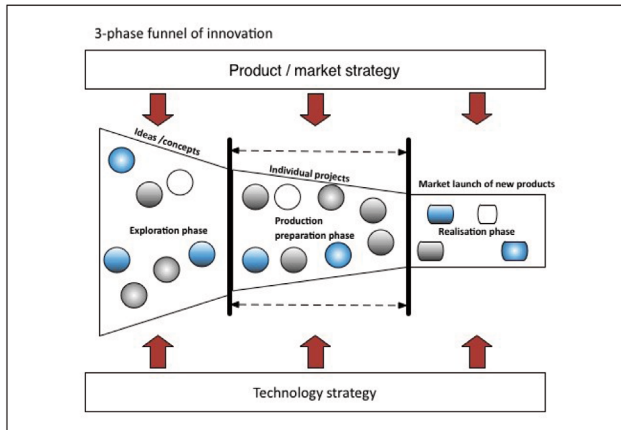 3-phase funnel of innovation
Product / market strategy
Ideas /concepts
Individual projects
Market launch of new products
Exploration phase
Production
preparation phase
Realisation phase
Technology strategy